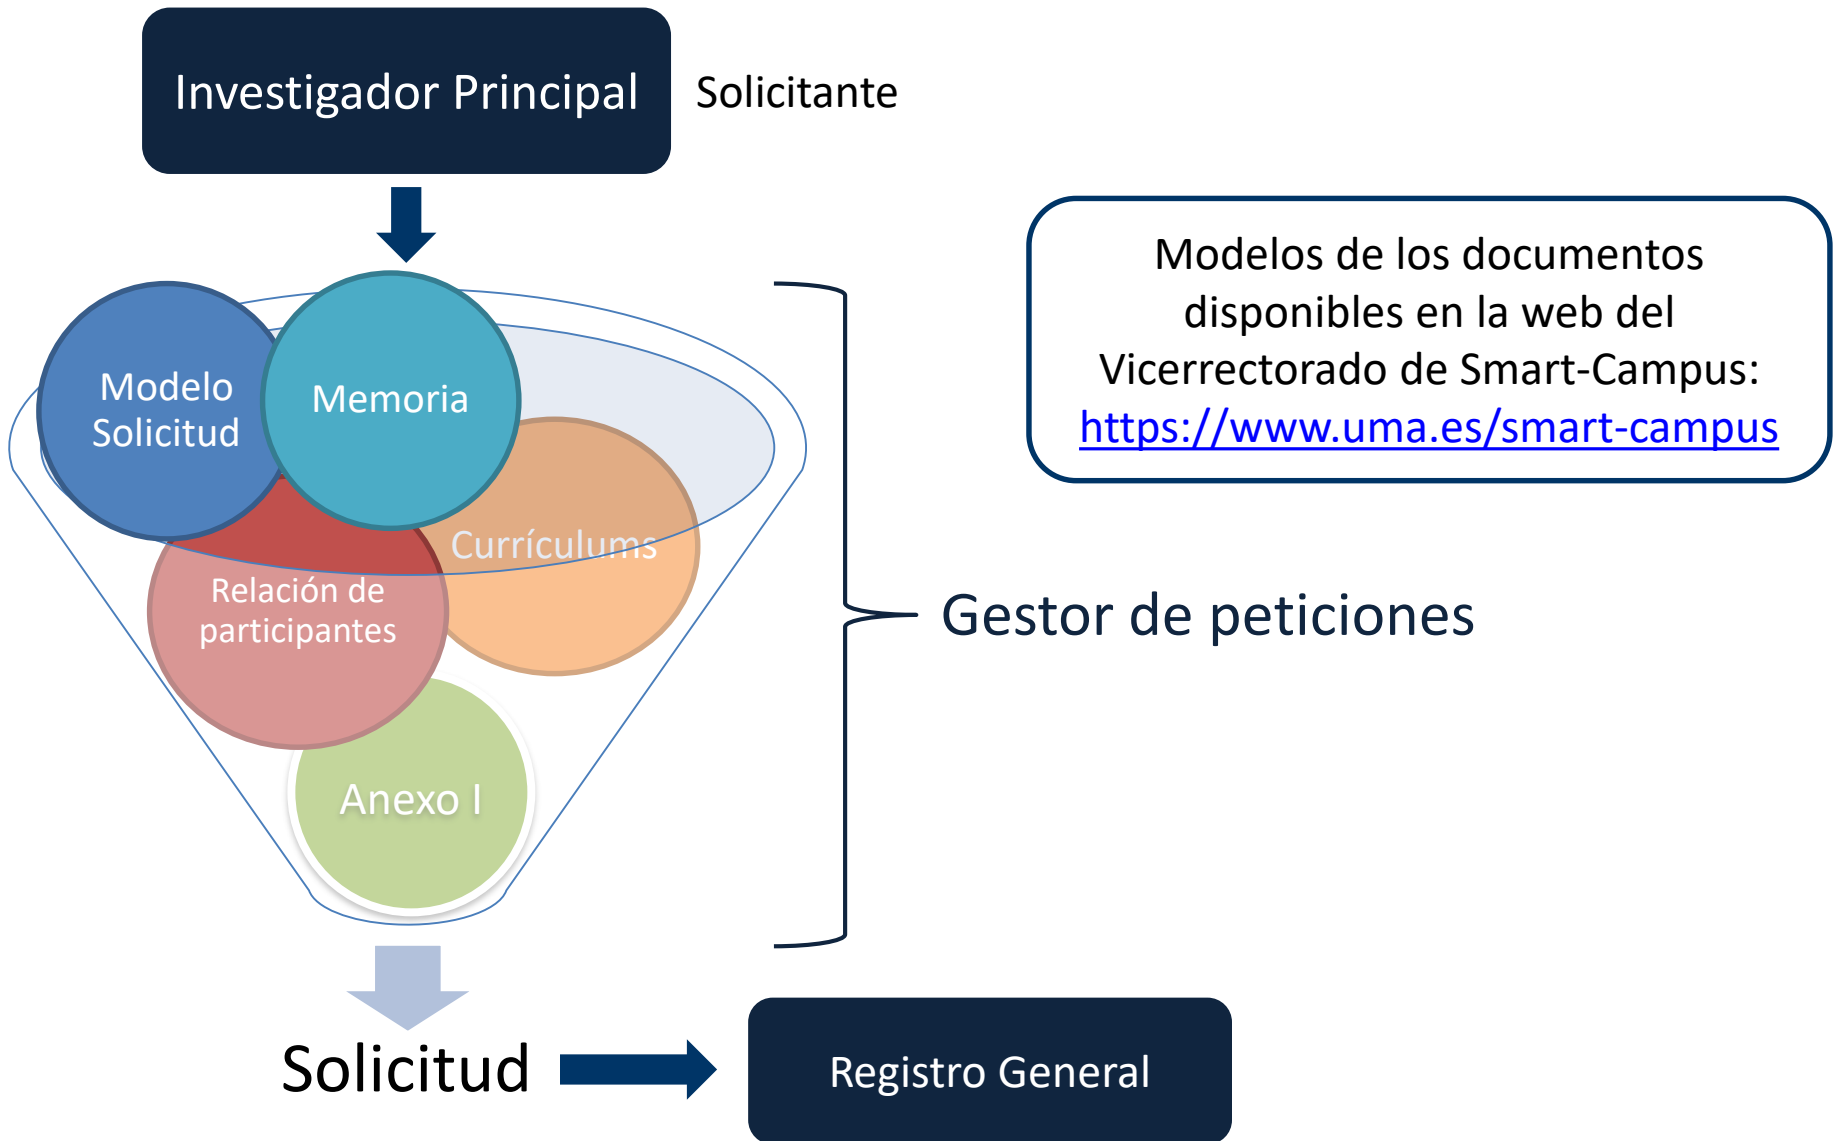 Investigador Principal
Solicitante
Modelos de los documentos
disponibles en la web del
Vicerrectorado de Smart-Campus:
https://www.uma.es/smart-campus
Modelo
Solicitud
Memoria
Currículums
Relación de
participantes
Gestor de peticiones
Anexo I
Solicitud
Registro General